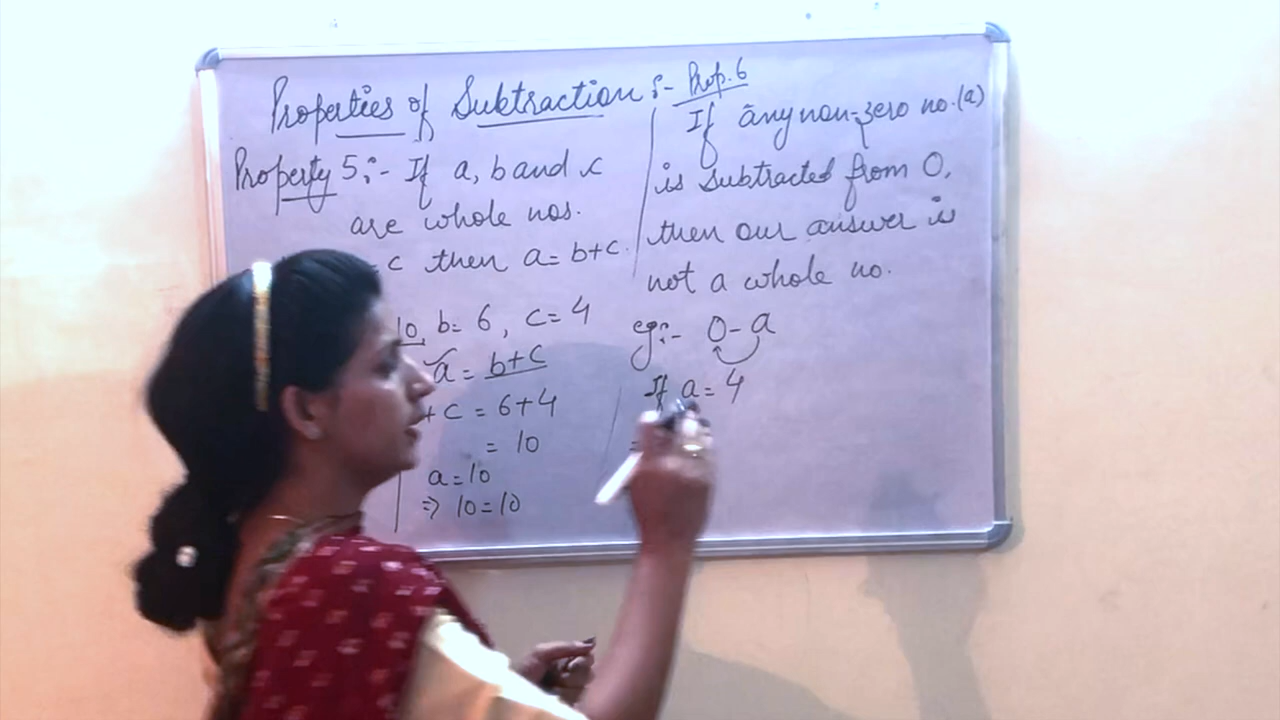 Properties of Subtraction :-
Property 5 :- If a, b and c
are whole nos.
= c then a = b+c.
10, b = 6, c = 4
a = b+c
+ c = 6+4
= 10
a = 10
⇒ 10 = 10
Prop. 6
If any non-zero no. (a)
is subtracted from 0,
then our answer is
not a whole no.
eg :- 0 - a
If a = 4
=